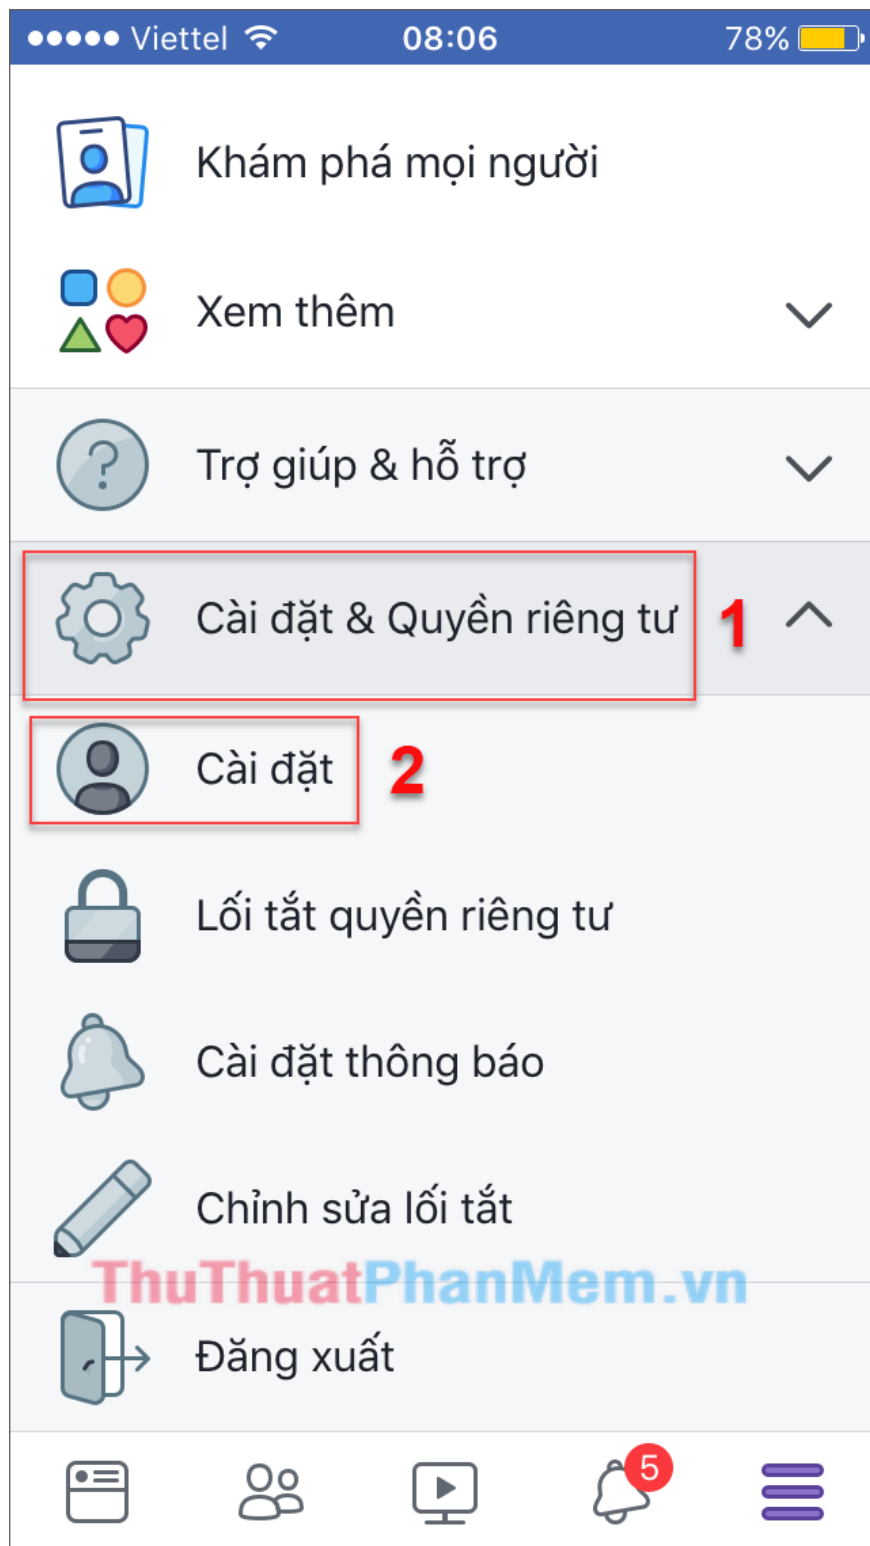 Viettel 08:06 78%
Khám phá mọi người
Xem thêm
Trợ giúp & hỗ trợ
Cài đặt & Quyền riêng tư 1
Cài đặt 2
Lối tắt quyền riêng tư
Cài đặt thông báo
Chỉnh sửa lối tắt
ThuThuatPhanMem.vn
Đăng xuất
5